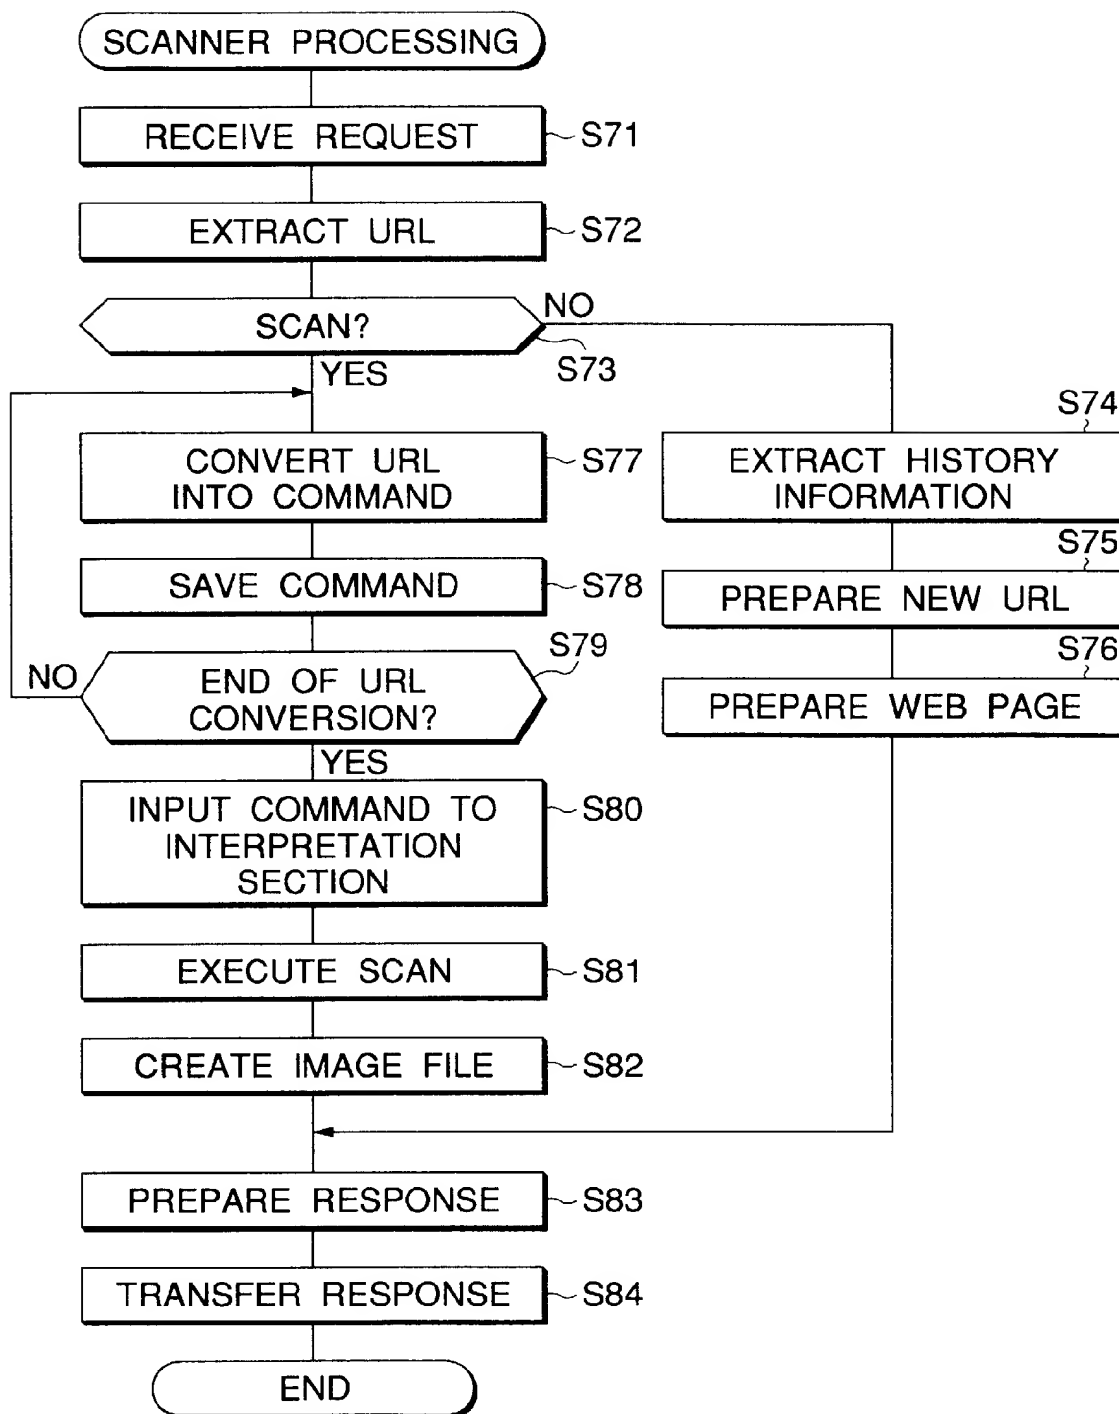 SCANNER PROCESSING
RECEIVE REQUEST
S71
EXTRACT URL
S72
SCAN?
NO
S73
YES
CONVERT URL
INTO COMMAND
S77
SAVE COMMAND
S78
END OF URL
CONVERSION?
S79
NO
YES
INPUT COMMAND TO
INTERPRETATION
SECTION
S80
EXECUTE SCAN
S81
CREATE IMAGE FILE
S82
S74
EXTRACT HISTORY
INFORMATION
S75
PREPARE NEW URL
S76
PREPARE WEB PAGE
PREPARE RESPONSE
S83
TRANSFER RESPONSE
S84
END